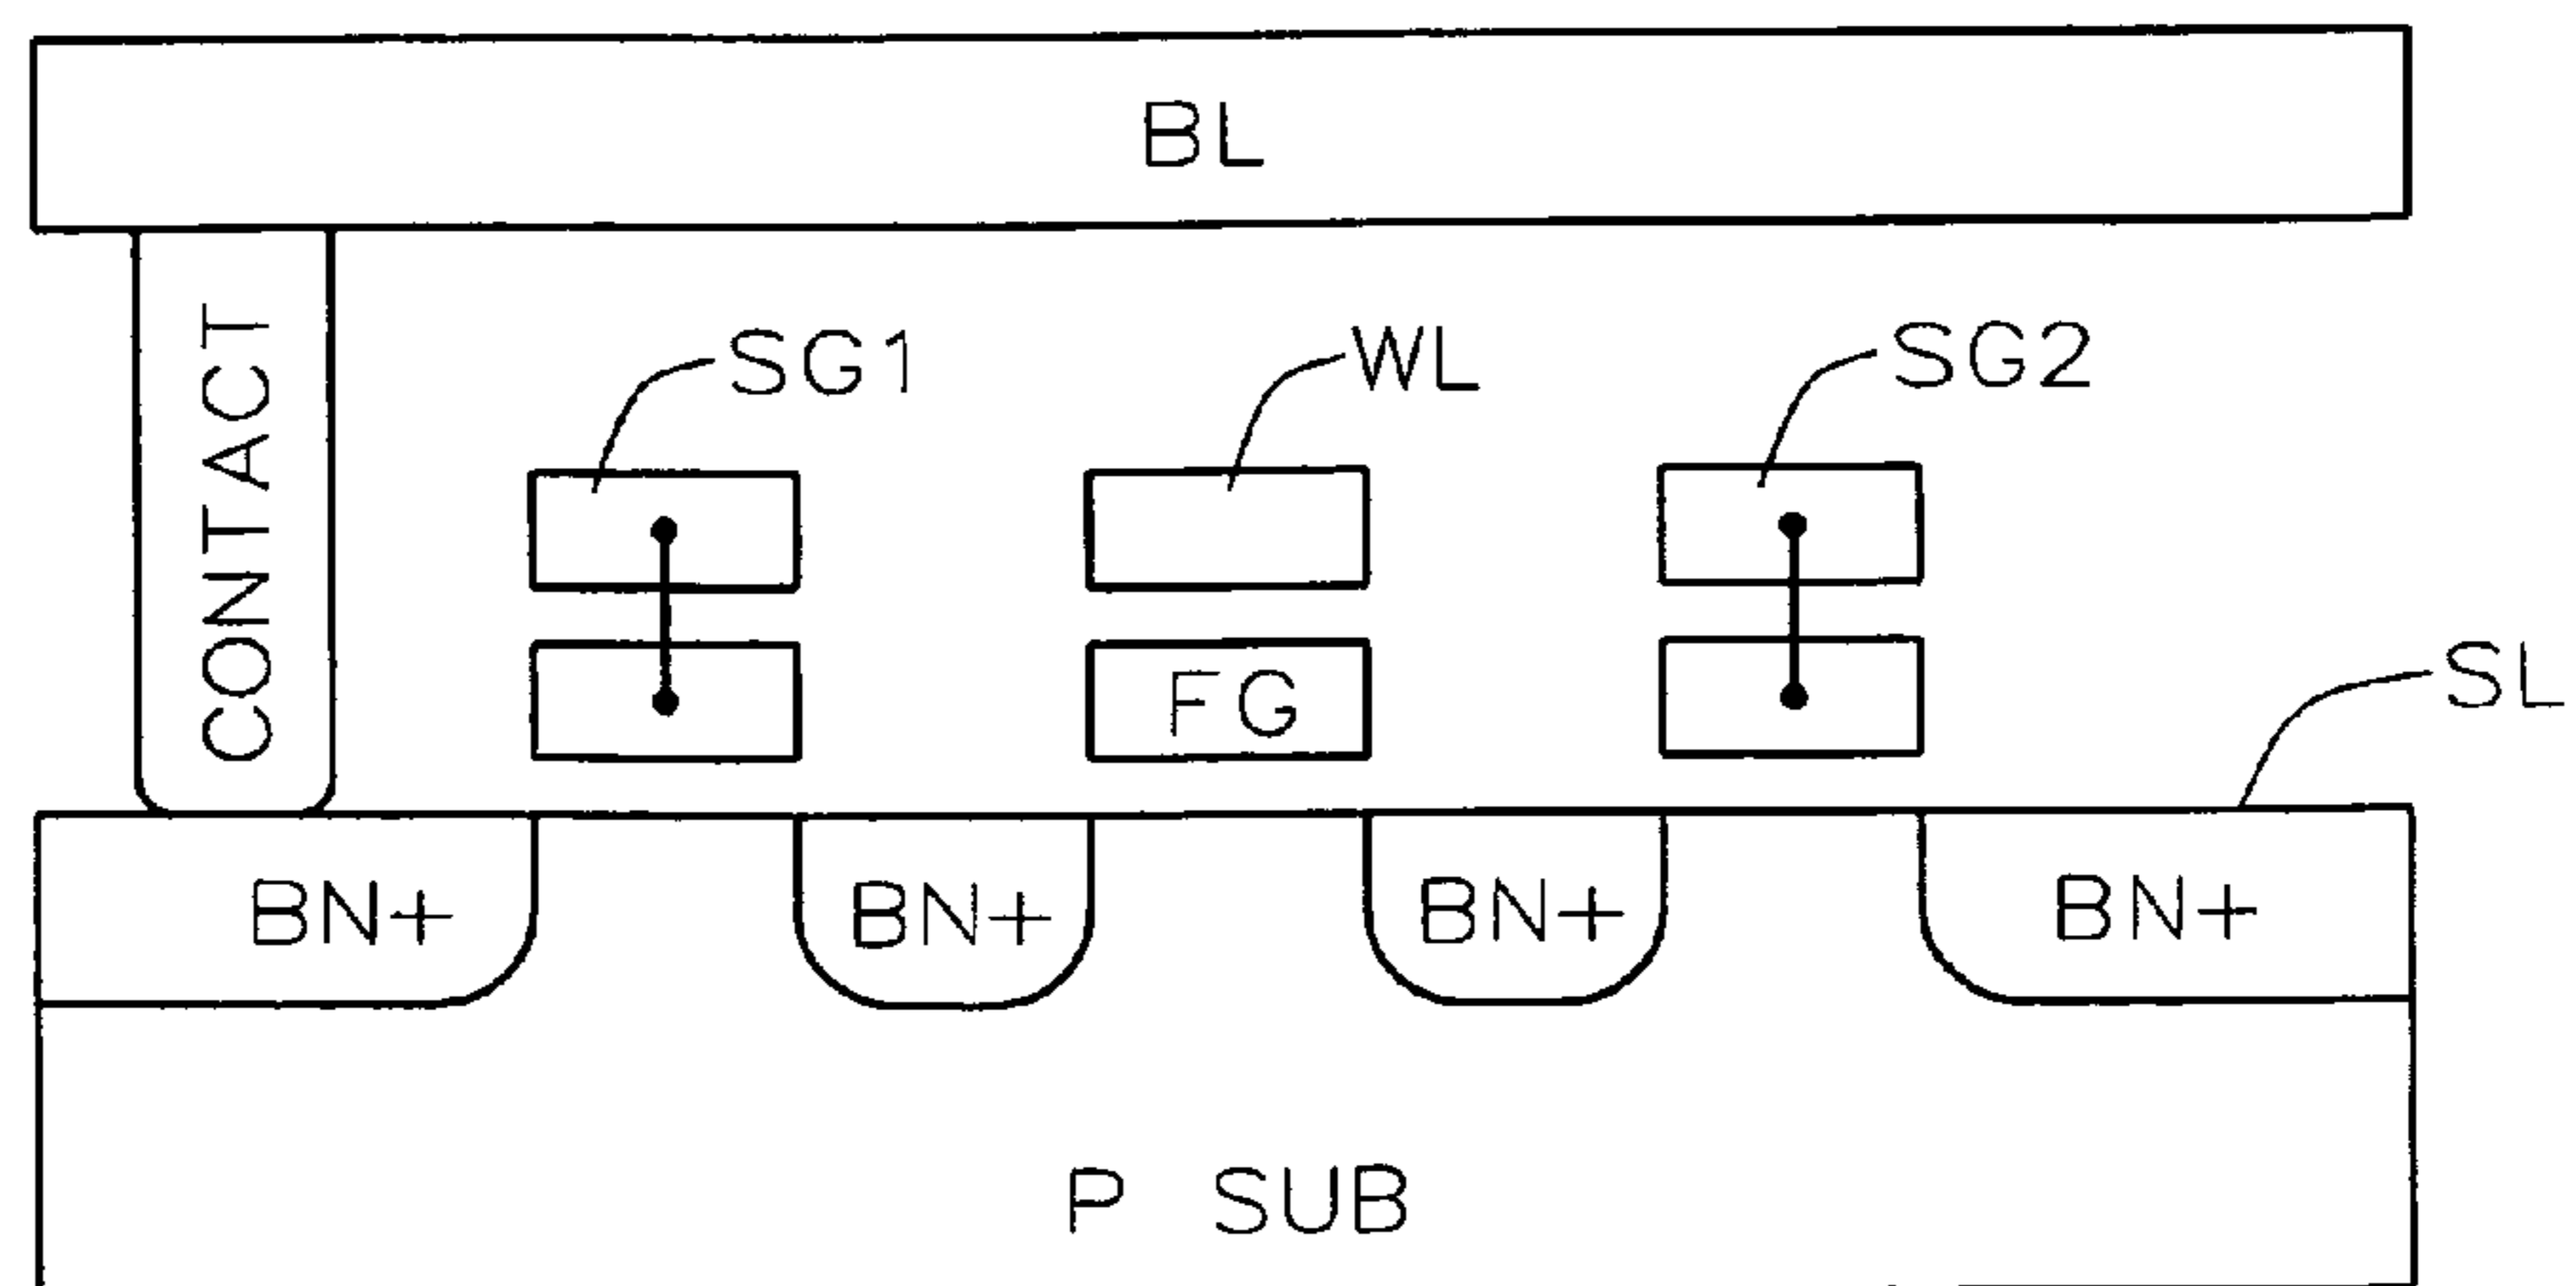 BL
CONTACT
SG1
WL
SG2
FG
SL
BN+
BN+
BN+
BN+
P SUB